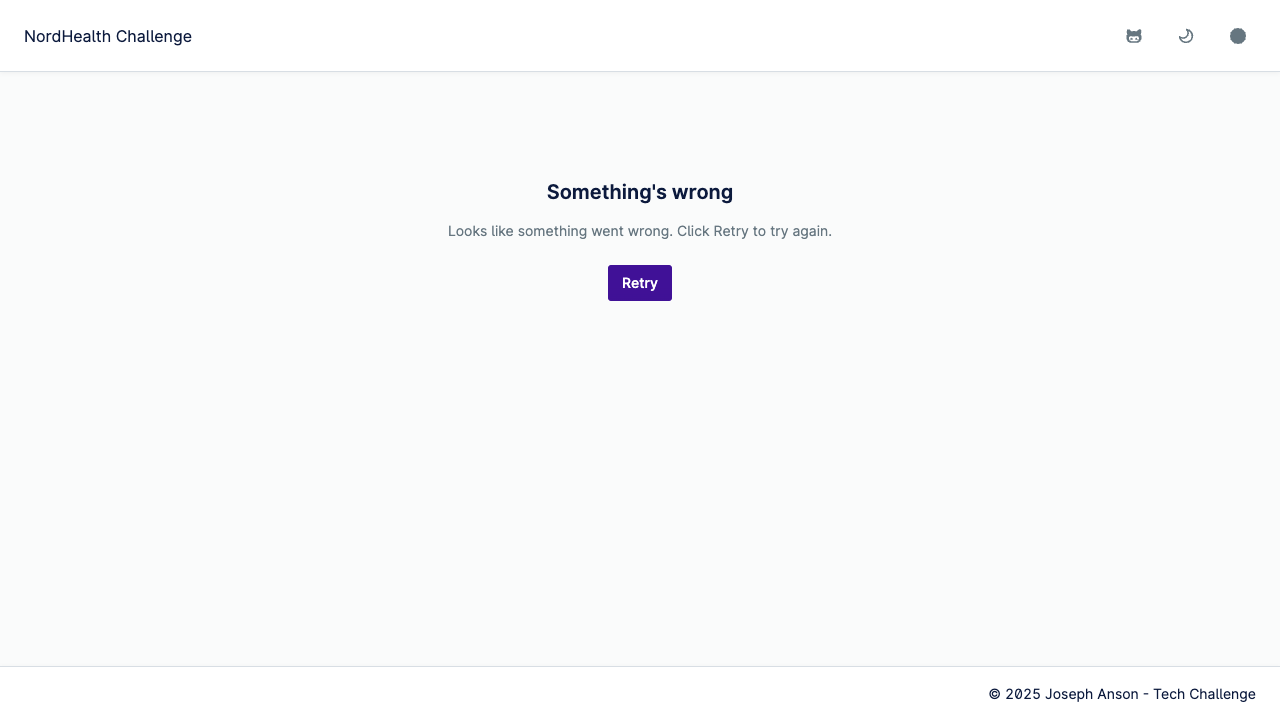 NordHealth Challenge
Something's wrong
Looks like something went wrong. Click Retry to try again.
Retry
© 2025 Joseph Anson - Tech Challenge